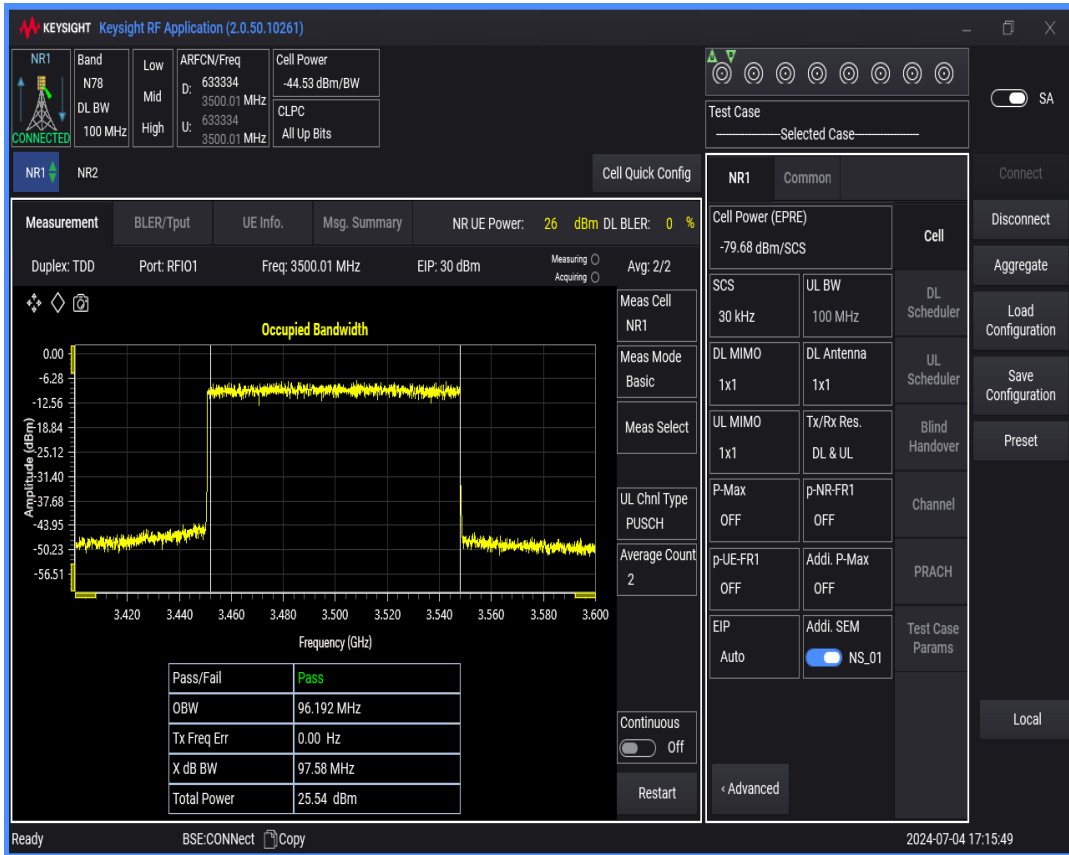 KEYSIGHT Keysight RF Application (2.0.50.10261)
NR1
CONNECTED
Band
N78
DL BW
100 MHz
Low
Mid
High
ARFCN/Freq
D: 633334
3500.01 MHz
U: 633334
3500.01 MHz
Cell Power
-44.53 dBm/BW
CLPC
All Up Bits
Test Case
-----Selected Case-----
SA
NR1 NR2 Cell Quick Config
Measurement BLER/Tput UE Info. Msg. Summary NR UE Power: 26 dBm DL BLER: 0 %
Duplex: TDD Port: RFIO1 Freq: 3500.01 MHz EIP: 30 dBm Measuring Acquiring Avg: 2/2
Occupied Bandwidth
Amplitude (dBm)
0.00
-6.28
-12.56
-18.84
-25.12
-31.40
-37.68
-43.95
-50.23
-56.51
3.420 3.440 3.460 3.480 3.500 3.520 3.540 3.560 3.580 3.600
Frequency (GHz)
Pass/Fail Pass
OBW 96.192 MHz
Tx Freq Err 0.00 Hz
X dB BW 97.58 MHz
Total Power 25.54 dBm
Meas Cell
NR1
Meas Mode
Basic
Meas Select
UL Chnl Type
PUSCH
Average Count
2
Continuous
Off
Restart
NR1 Common
Cell Power (EPRE)
-79.68 dBm/SCS
SCS
30 kHz
UL BW
100 MHz
DL MIMO
1x1
DL Antenna
1x1
UL MIMO
1x1
Tx/Rx Res.
DL & UL
P-Max
OFF
p-NR-FR1
OFF
p-UE-FR1
OFF
Addi. P-Max
OFF
EIP
Auto
Addi. SEM
NS_01
‹ Advanced
Cell
DL
Scheduler
UL
Scheduler
Blind
Handover
Channel
PRACH
Test Case
Params
Connect
Disconnect
Aggregate
Load
Configuration
Save
Configuration
Preset
Local
Ready BSE:CONNect Copy 2024-07-04 17:15:49